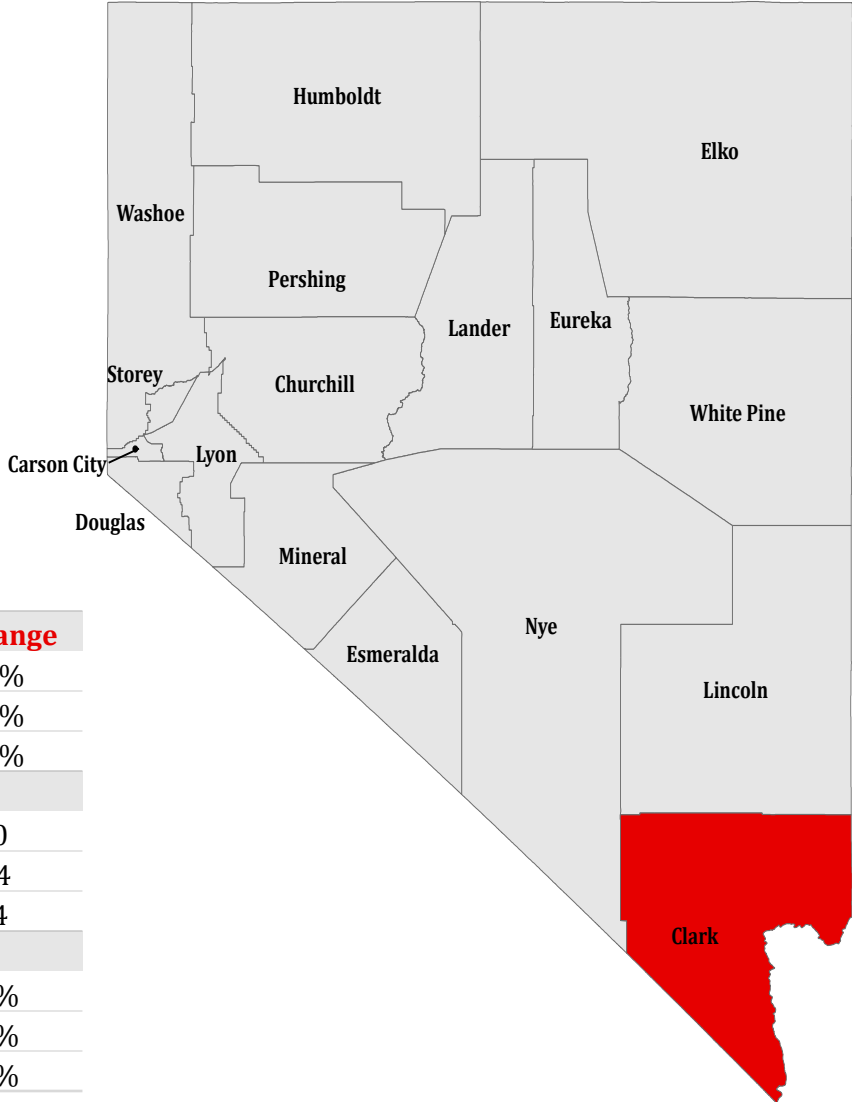 Humboldt
Elko
Washoe
Pershing
Eureka
Lander
Storey
Churchill
White Pine
Lyon
Carson City
Douglas
Mineral
Nye
Esmeralda
Lincoln
Clark
ange
%
%
%
0
4
4
%
%
%